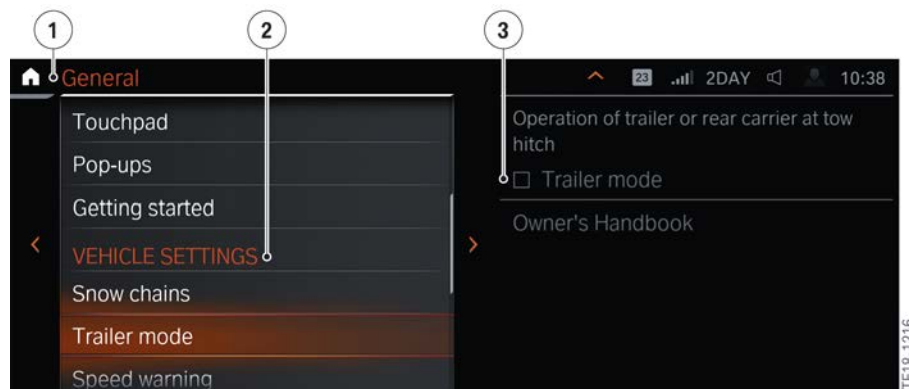 1
2
3
General
23 2DAY 10:38
Touchpad
Pop-ups
Getting started
VEHICLE SETTINGS
Snow chains
Trailer mode
Speed warning
Operation of trailer or rear carrier at tow
hitch
Trailer mode
Owner's Handbook
TF18-1216